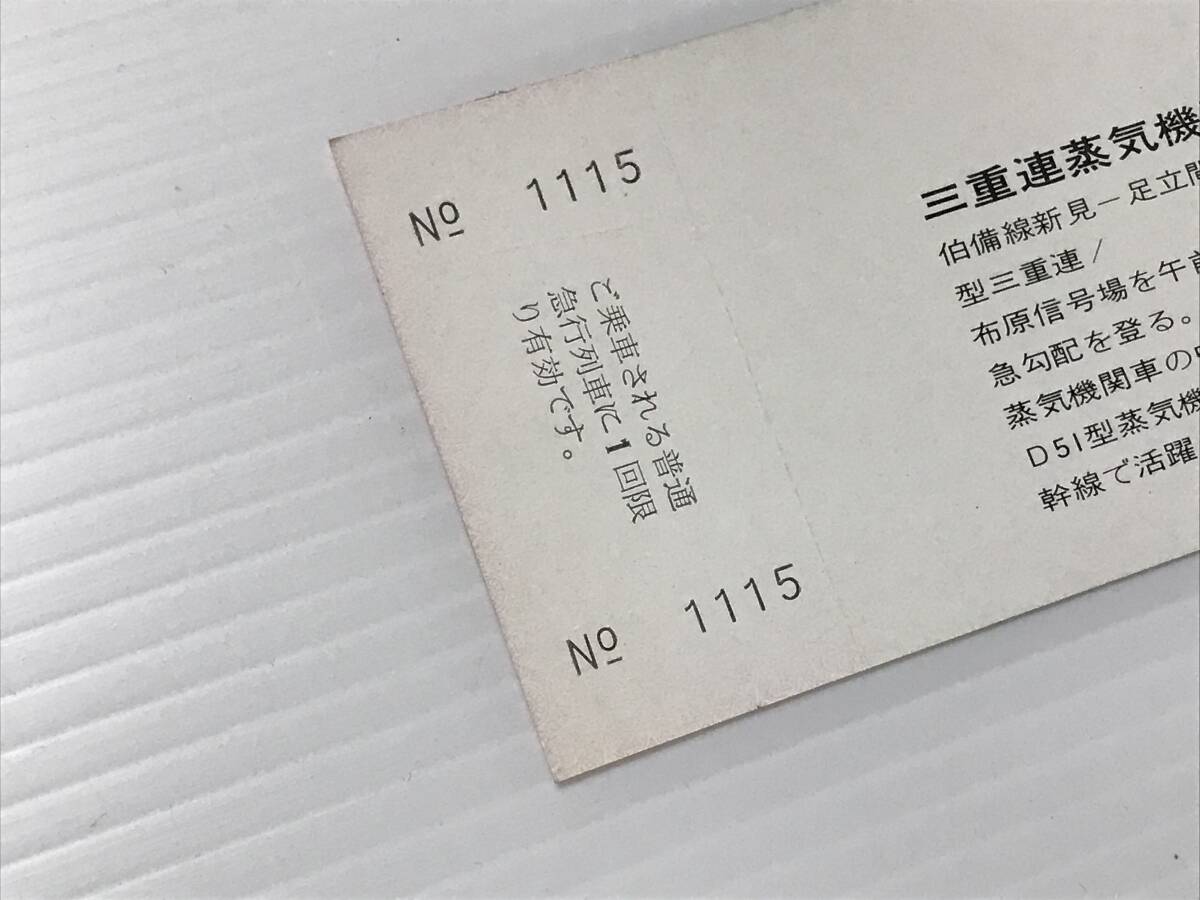 No 1115
ご乗車される普通
急行列車に1回限
り有効です。
No 1115
三重連蒸気機
伯備線新見－足立間
型三重連/
布原信号場を午前
急勾配を登る。
蒸気機関車の
D51型蒸気機
幹線で活躍